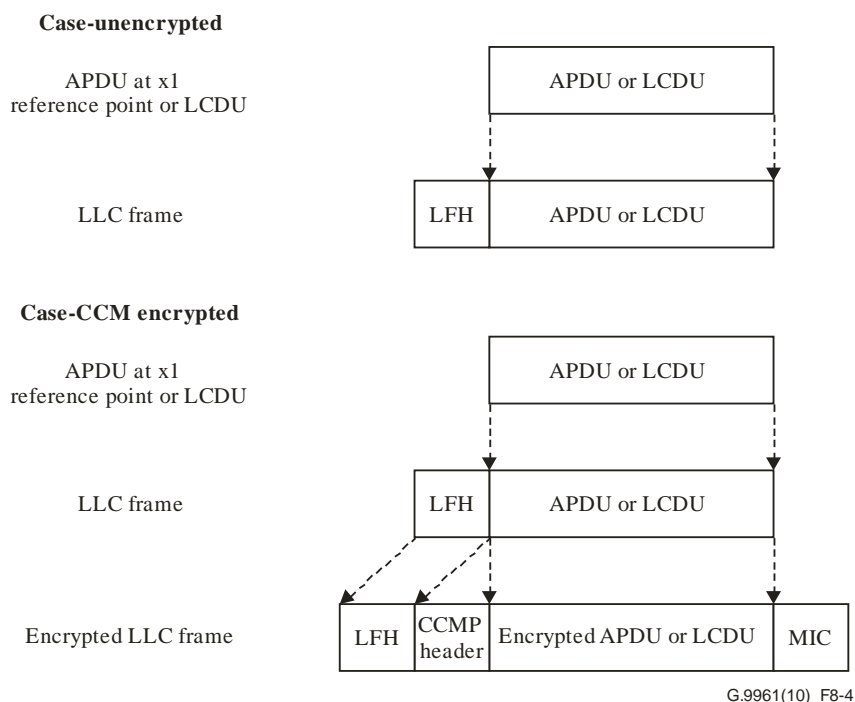 Case-unencrypted
APDU at x1
reference point or LCDU
APDU or LCDU
LLC frame
LFH
APDU or LCDU
Case-CCM encrypted
APDU at x1
reference point or LCDU
APDU or LCDU
LLC frame
LFH
APDU or LCDU
Encrypted LLC frame
LFH
CCMP
header
Encrypted APDU or LCDU
MIC
G.9961(10)_F8-4